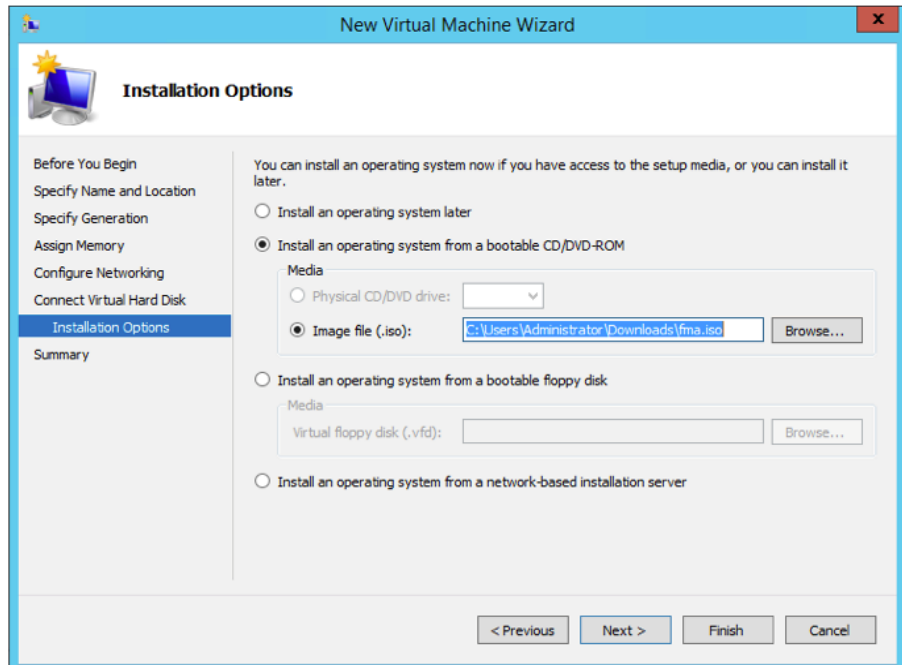 New Virtual Machine Wizard
x
Installation Options
Before You Begin
Specify Name and Location
Specify Generation
Assign Memory
Configure Networking
Connect Virtual Hard Disk
Installation Options
Summary
You can install an operating system now if you have access to the setup media, or you can install it
later.
Install an operating system later
Install an operating system from a bootable CD/DVD-ROM
Media
Physical CD/DVD drive:
Image file (.iso): C:\Users\Administrator\Downloads\fma.iso Browse...
Install an operating system from a bootable floppy disk
Media
Virtual floppy disk (.vfd): Browse...
Install an operating system from a network-based installation server
< Previous Next > Finish Cancel